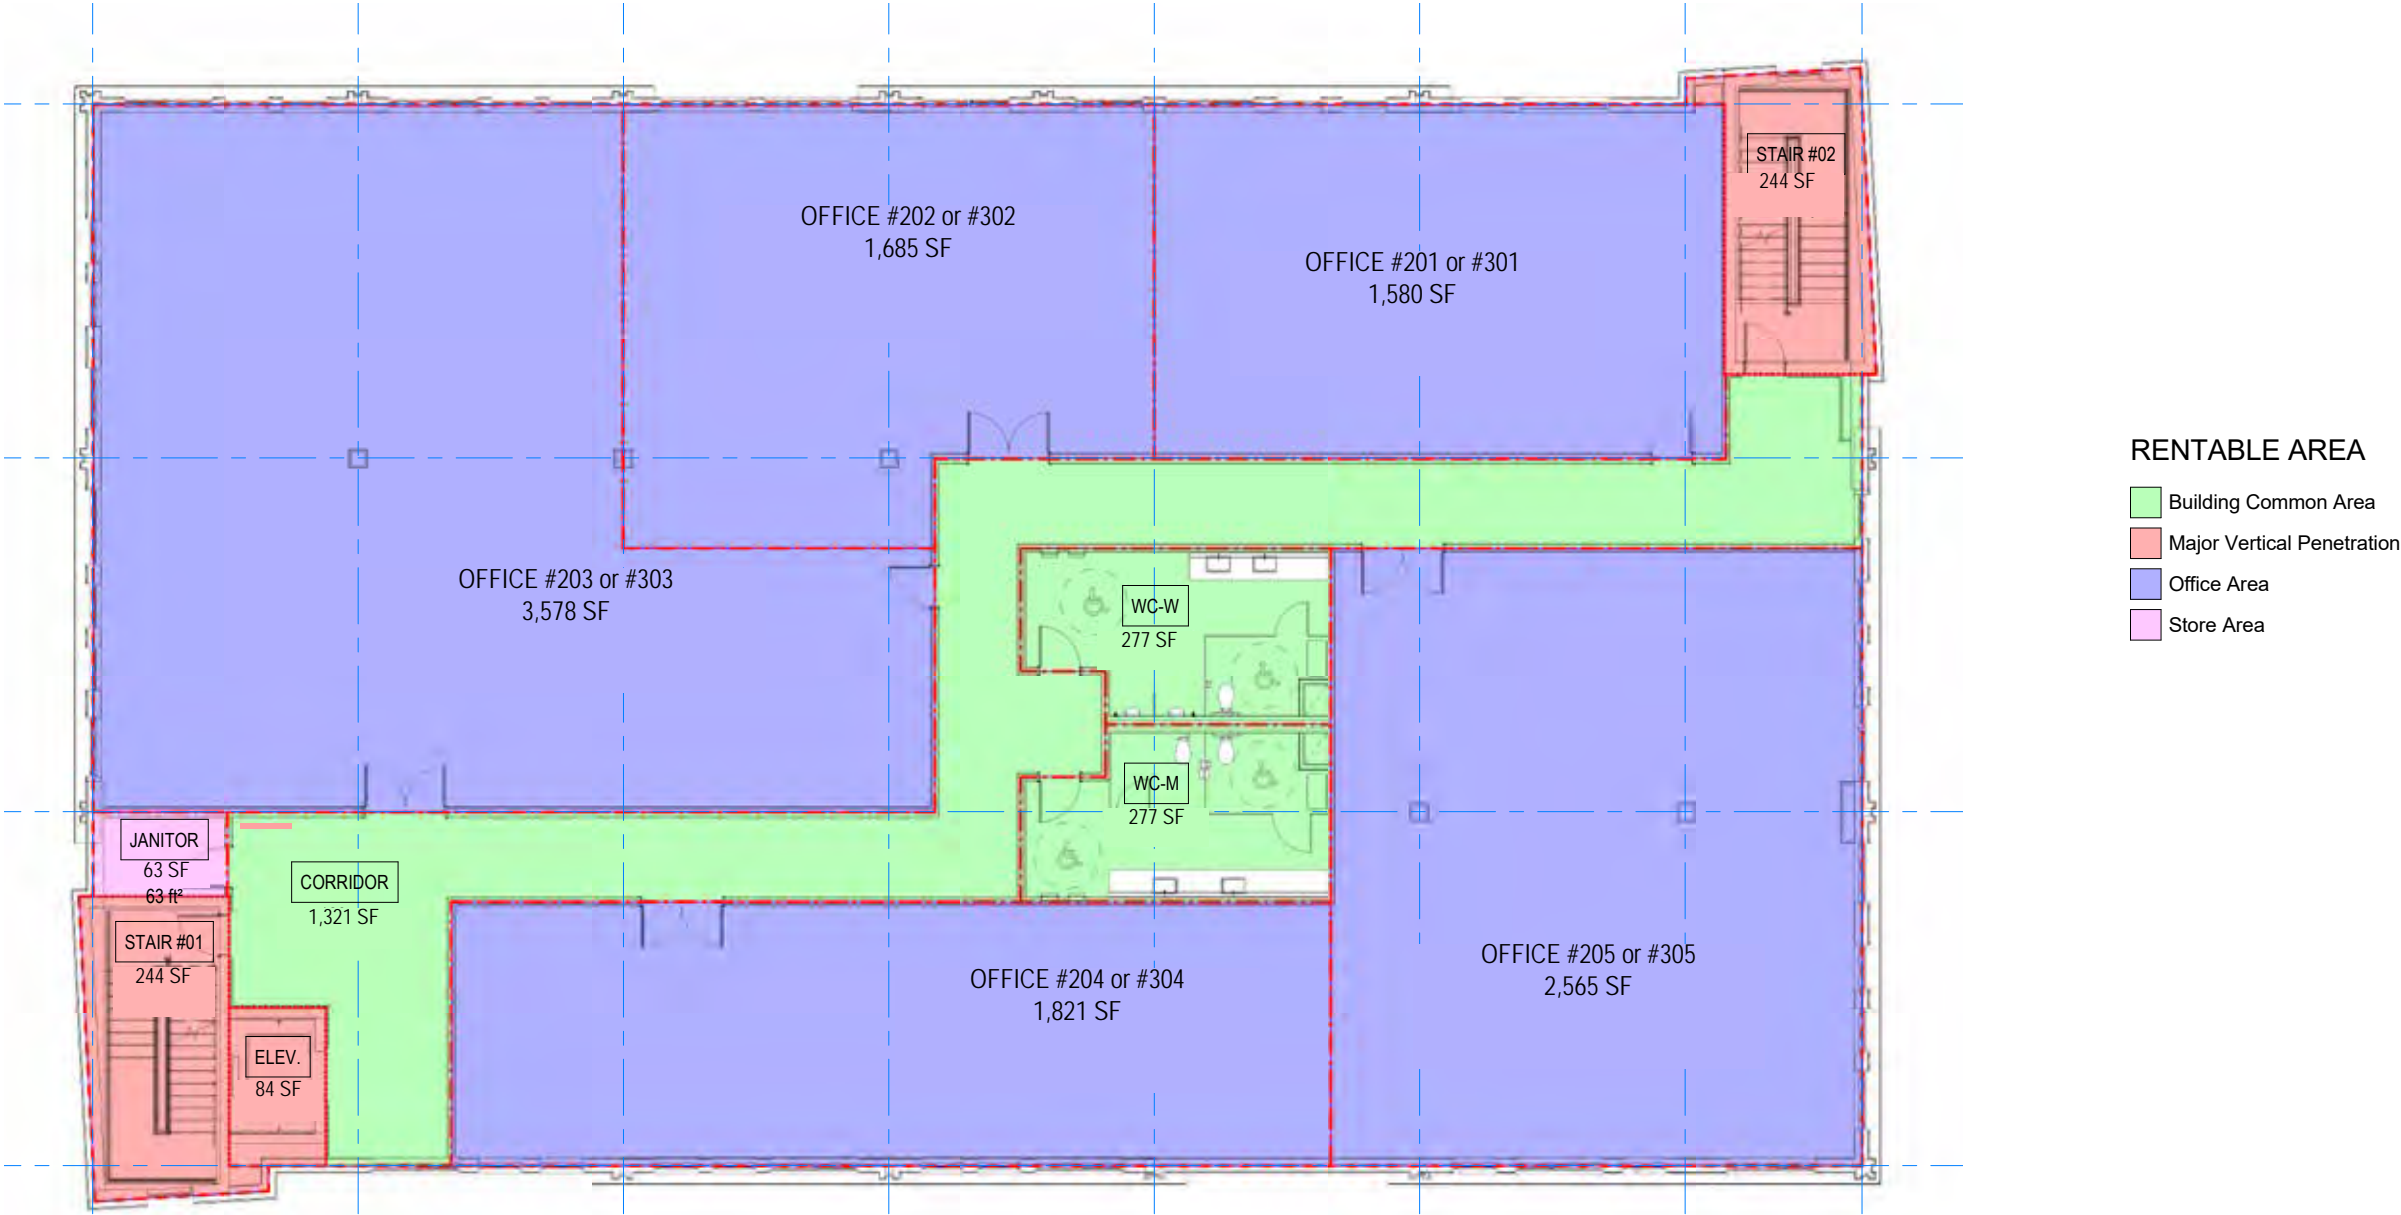 STAIR #02
244 SF
OFFICE #202 or #302
1,685 SF
OFFICE #201 or #301
1,580 SF
RENTABLE AREA
Building Common Area
Major Vertical Penetration
Office Area
Store Area
OFFICE #203 or #303
3,578 SF
WC-W
277 SF
WC-M
277 SF
JANITOR
63 SF
63 ft²
CORRIDOR
1,321 SF
STAIR #01
244 SF
OFFICE #204 or #304
1,821 SF
OFFICE #205 or #305
2,565 SF
ELEV.
84 SF